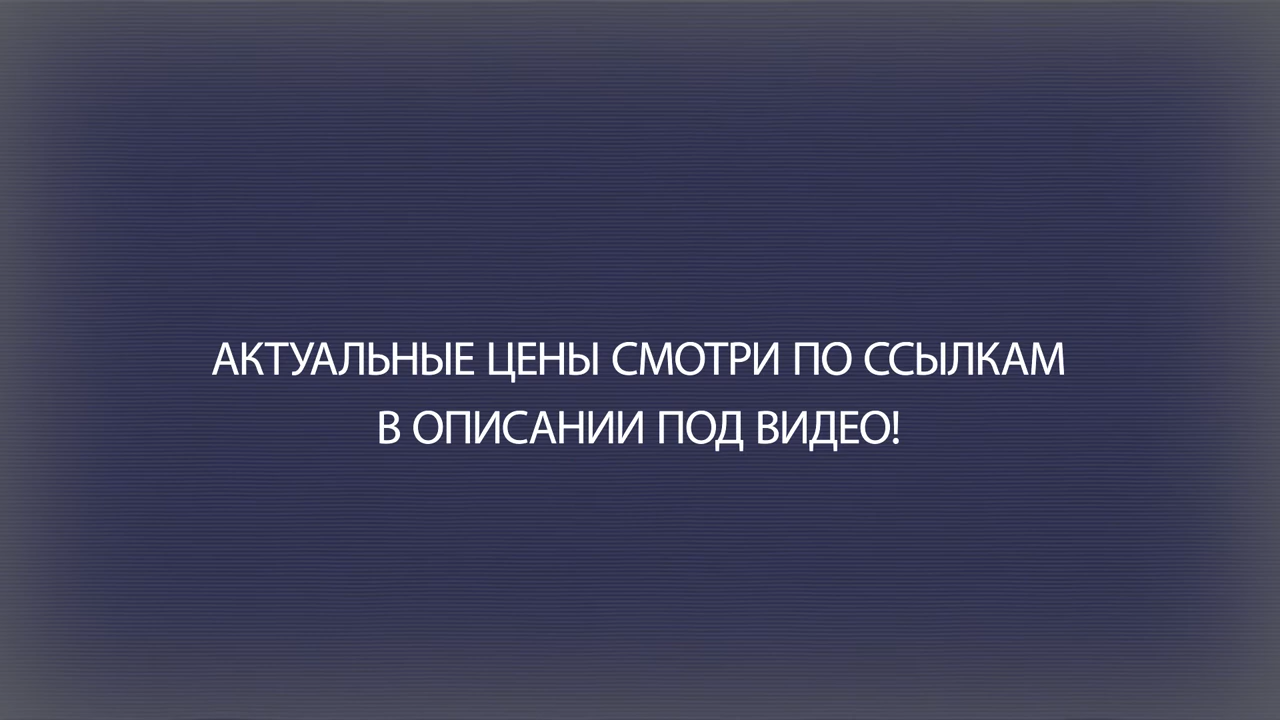 АКТУАЛЬНЫЕ ЦЕНЫ СМОТРИ ПО ССЫЛКАМ
В ОПИСАНИИ ПОД ВИДЕО!